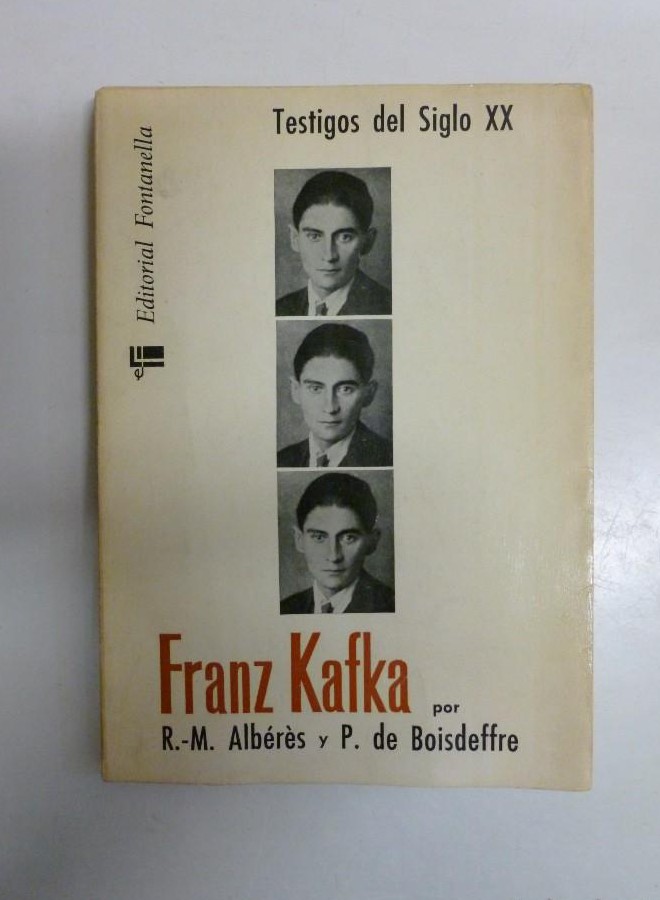 Testigos del Siglo XX
Editorial Fontanella
Franz Kafka por
R.-M. Albérès y P. de Boisdeffre